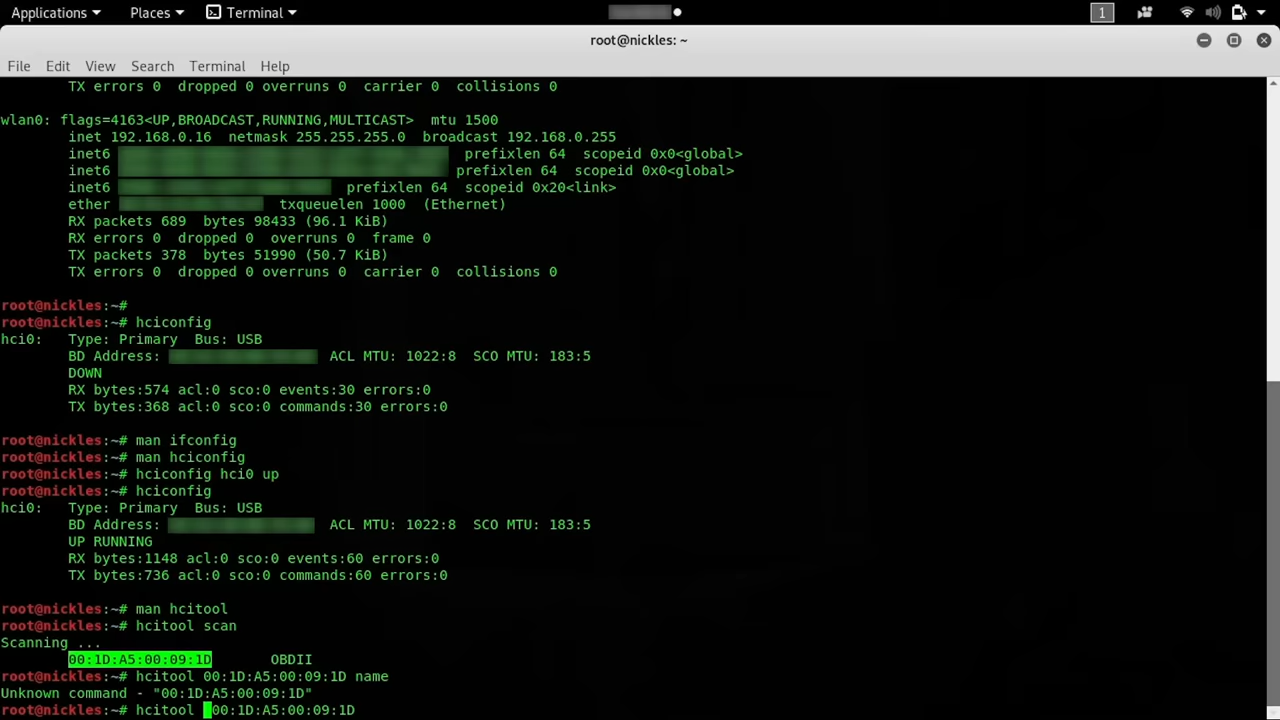 Applications Places Terminal 1
root@nickles: ~
File Edit View Search Terminal Help
TX errors 0 dropped 0 overruns 0 carrier 0 collisions 0
wlan0: flags=4163<UP,BROADCAST,RUNNING,MULTICAST> mtu 1500
inet 192.168.0.16 netmask 255.255.255.0 broadcast 192.168.0.255
inet6 prefixlen 64 scopeid 0x0<global>
inet6 prefixlen 64 scopeid 0x0<global>
inet6 prefixlen 64 scopeid 0x20<link>
ether txqueuelen 1000 (Ethernet)
RX packets 689 bytes 98433 (96.1 KiB)
RX errors 0 dropped 0 overruns 0 frame 0
TX packets 378 bytes 51990 (50.7 KiB)
TX errors 0 dropped 0 overruns 0 carrier 0 collisions 0
root@nickles:~#
root@nickles:~# hciconfig
hci0: Type: Primary Bus: USB
BD Address: ACL MTU: 1022:8 SCO MTU: 183:5
DOWN
RX bytes:574 acl:0 sco:0 events:30 errors:0
TX bytes:368 acl:0 sco:0 commands:30 errors:0
root@nickles:~# man ifconfig
root@nickles:~# man hciconfig
root@nickles:~# hciconfig hci0 up
root@nickles:~# hciconfig
hci0: Type: Primary Bus: USB
BD Address: ACL MTU: 1022:8 SCO MTU: 183:5
UP RUNNING
RX bytes:1148 acl:0 sco:0 events:60 errors:0
TX bytes:736 acl:0 sco:0 commands:60 errors:0
root@nickles:~# man hcitool
root@nickles:~# hcitool scan
Scanning ...
00:1D:A5:00:09:1D OBDII
root@nickles:~# hcitool 00:1D:A5:00:09:1D name
Unknown command - "00:1D:A5:00:09:1D"
root@nickles:~# hcitool 00:1D:A5:00:09:1D